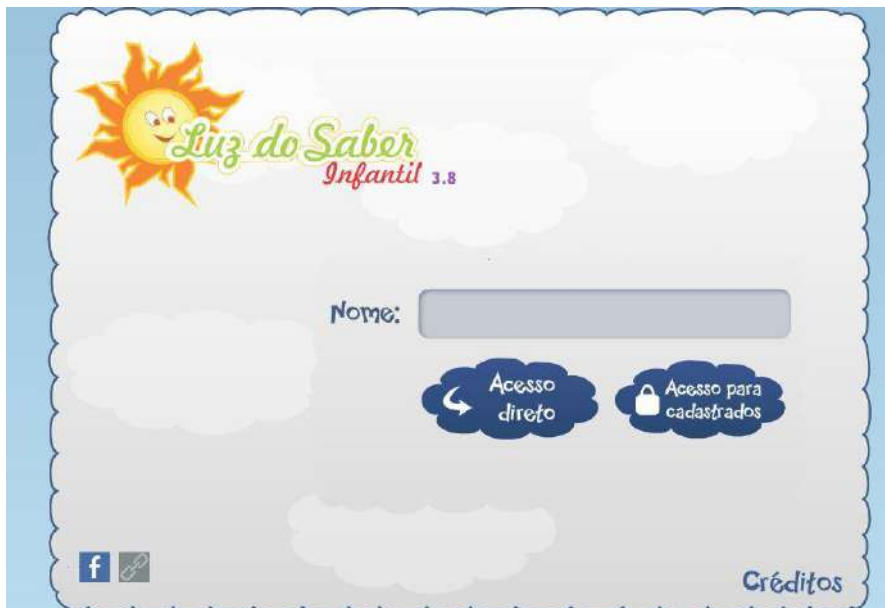 Luz do Saber
Infantil 3.8
Nome:
Acesso
direto
Acesso para
cadastrados
f
Créditos